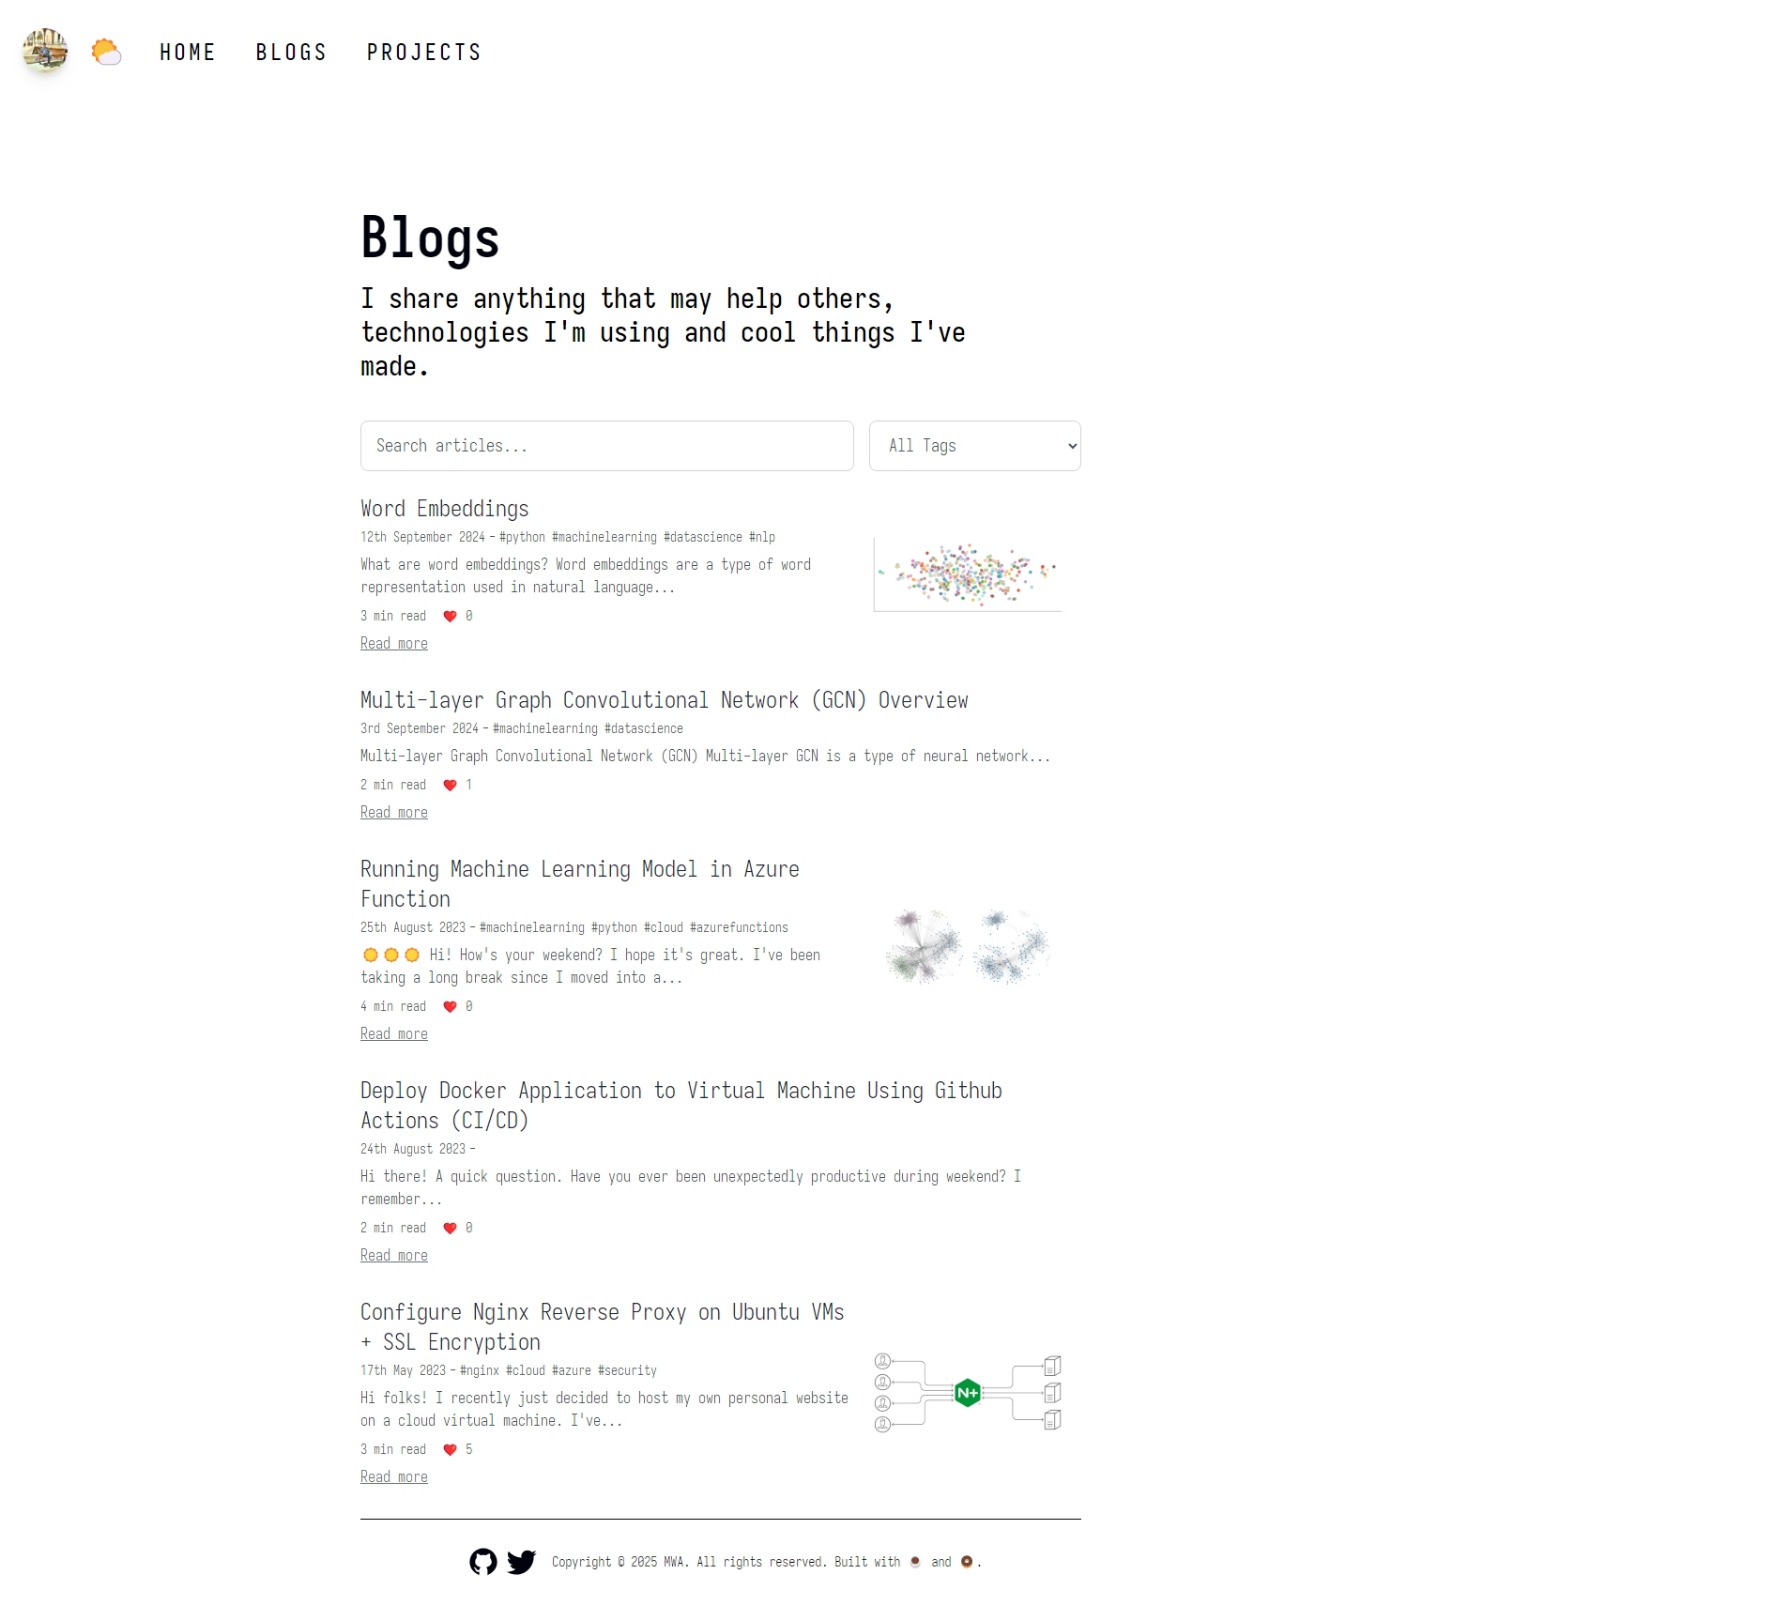 HOME BLOGS PROJECTS
Blogs
I share anything that may help others,
technologies I'm using and cool things I've
made.
Search articles... All Tags
Word Embeddings
12th September 2024 - #python #machinelearning #datascience #nlp
What are word embeddings? Word embeddings are a type of word
representation used in natural language...
3 min read 0
Read more
Multi-layer Graph Convolutional Network (GCN) Overview
3rd September 2024 - #machinelearning #datascience
Multi-layer Graph Convolutional Network (GCN) Multi-layer GCN is a type of neural network...
2 min read 1
Read more
Running Machine Learning Model in Azure
Function
25th August 2023 - #machinelearning #python #cloud #azurefunctions
Hi! How's your weekend? I hope it's great. I've been
taking a long break since I moved into a...
4 min read 0
Read more
Deploy Docker Application to Virtual Machine Using Github
Actions (CI/CD)
24th August 2023 -
Hi there! A quick question. Have you ever been unexpectedly productive during weekend? I
remember...
2 min read 0
Read more
Configure Nginx Reverse Proxy on Ubuntu VMs
+ SSL Encryption
17th May 2023 - #nginx #cloud #azure #security
Hi folks! I recently just decided to host my own personal website
on a cloud virtual machine. I've...
N+
3 min read 5
Read more
Copyright © 2025 MWA. All rights reserved. Built with and .